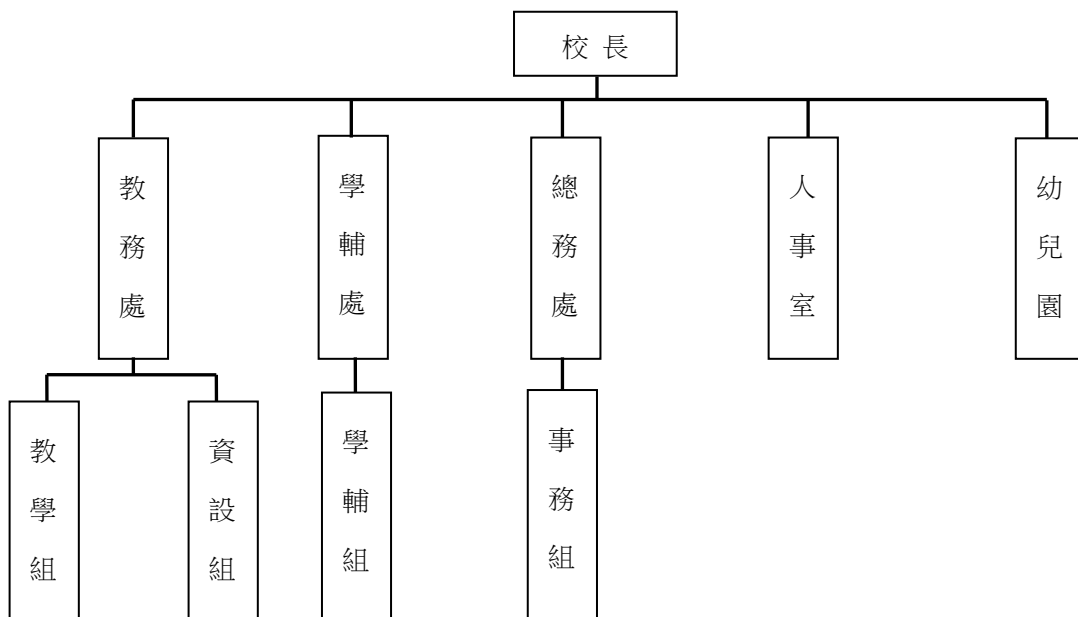 校 長
教務處
學輔處
總務處
人事室
幼兒園
教學組
資設組
學輔組
事務組